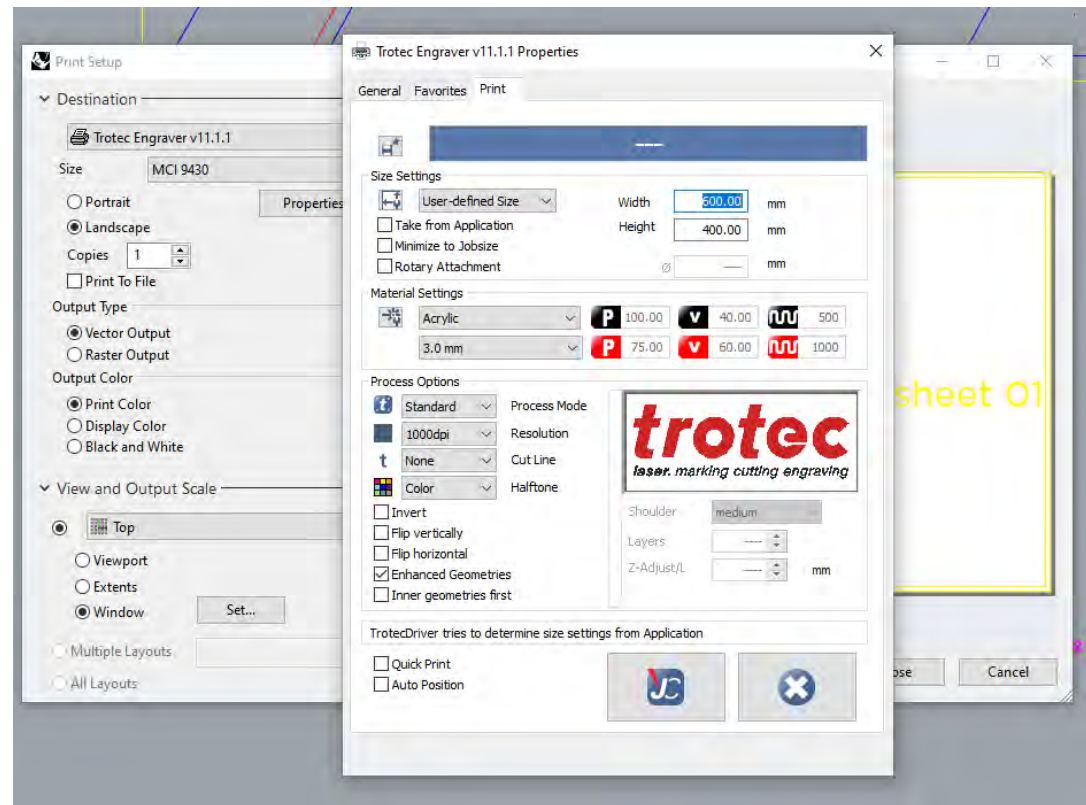 Print Setup
Destination
Trotec Engraver v11.1.1
Size MCI 9430
Portrait
Properties
Landscape
Copies 1
Print To File
Output Type
Vector Output
Raster Output
Output Color
Print Color
Display Color
Black and White
View and Output Scale
Top
Viewport
Extents
Window Set...
Multiple Layouts
All Layouts
Trotec Engraver v11.1.1 Properties
General Favorites Print
---
Size Settings
User-defined Size Width 600.00 mm
Take from Application Height 400.00 mm
Minimize to Jobsize
Rotary Attachment Ø --- mm
Material Settings
Acrylic P 100.00 V 40.00 500
3.0 mm P 75.00 V 60.00 1000
Process Options
t Standard Process Mode
1000dpi Resolution
t None Cut Line
Color Halftone
trotec
laser. marking cutting engraving
Invert
Flip vertically
Flip horizontal
Enhanced Geometries
Inner geometries first
Shoulder medium
Layers ---
Z-Adjust/L --- mm
TrotecDriver tries to determine size settings from Application
Quick Print
Auto Position
JC
sheet 01
ose Cancel